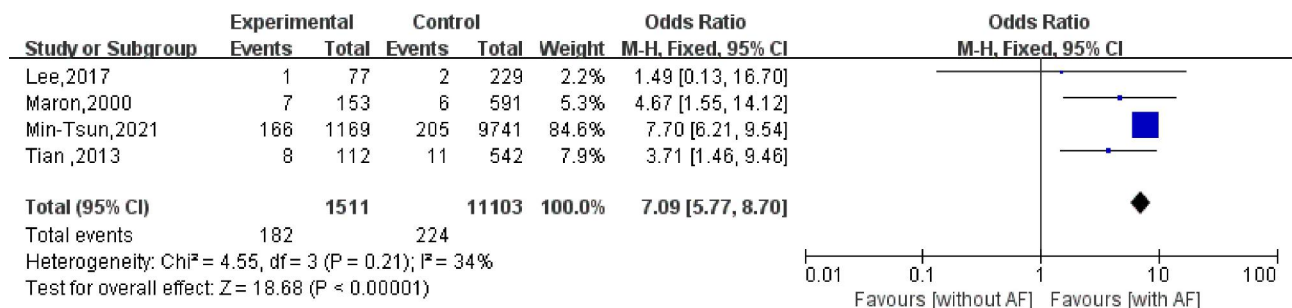 Experimental Control Odds Ratio Odds Ratio
Study or Subgroup Events Total Events Total Weight M-H, Fixed, 95% CI M-H, Fixed, 95% CI
Lee,2017 1 77 2 229 2.2% 1.49 [0.13, 16.70]
Maron,2000 7 153 6 591 5.3% 4.67 [1.55, 14.12]
Min-Tsun,2021 166 1169 205 9741 84.6% 7.70 [6.21, 9.54]
Tian ,2013 8 112 11 542 7.9% 3.71 [1.46, 9.46]
Total (95% CI) 1511 11103 100.0% 7.09 [5.77, 8.70]
Total events 182 224
Heterogeneity: Chi² = 4.55, df = 3 (P = 0.21); I² = 34%
Test for overall effect: Z = 18.68 (P < 0.00001)
0.01 0.1 1 10 100
Favours [without AF] Favours [with AF]